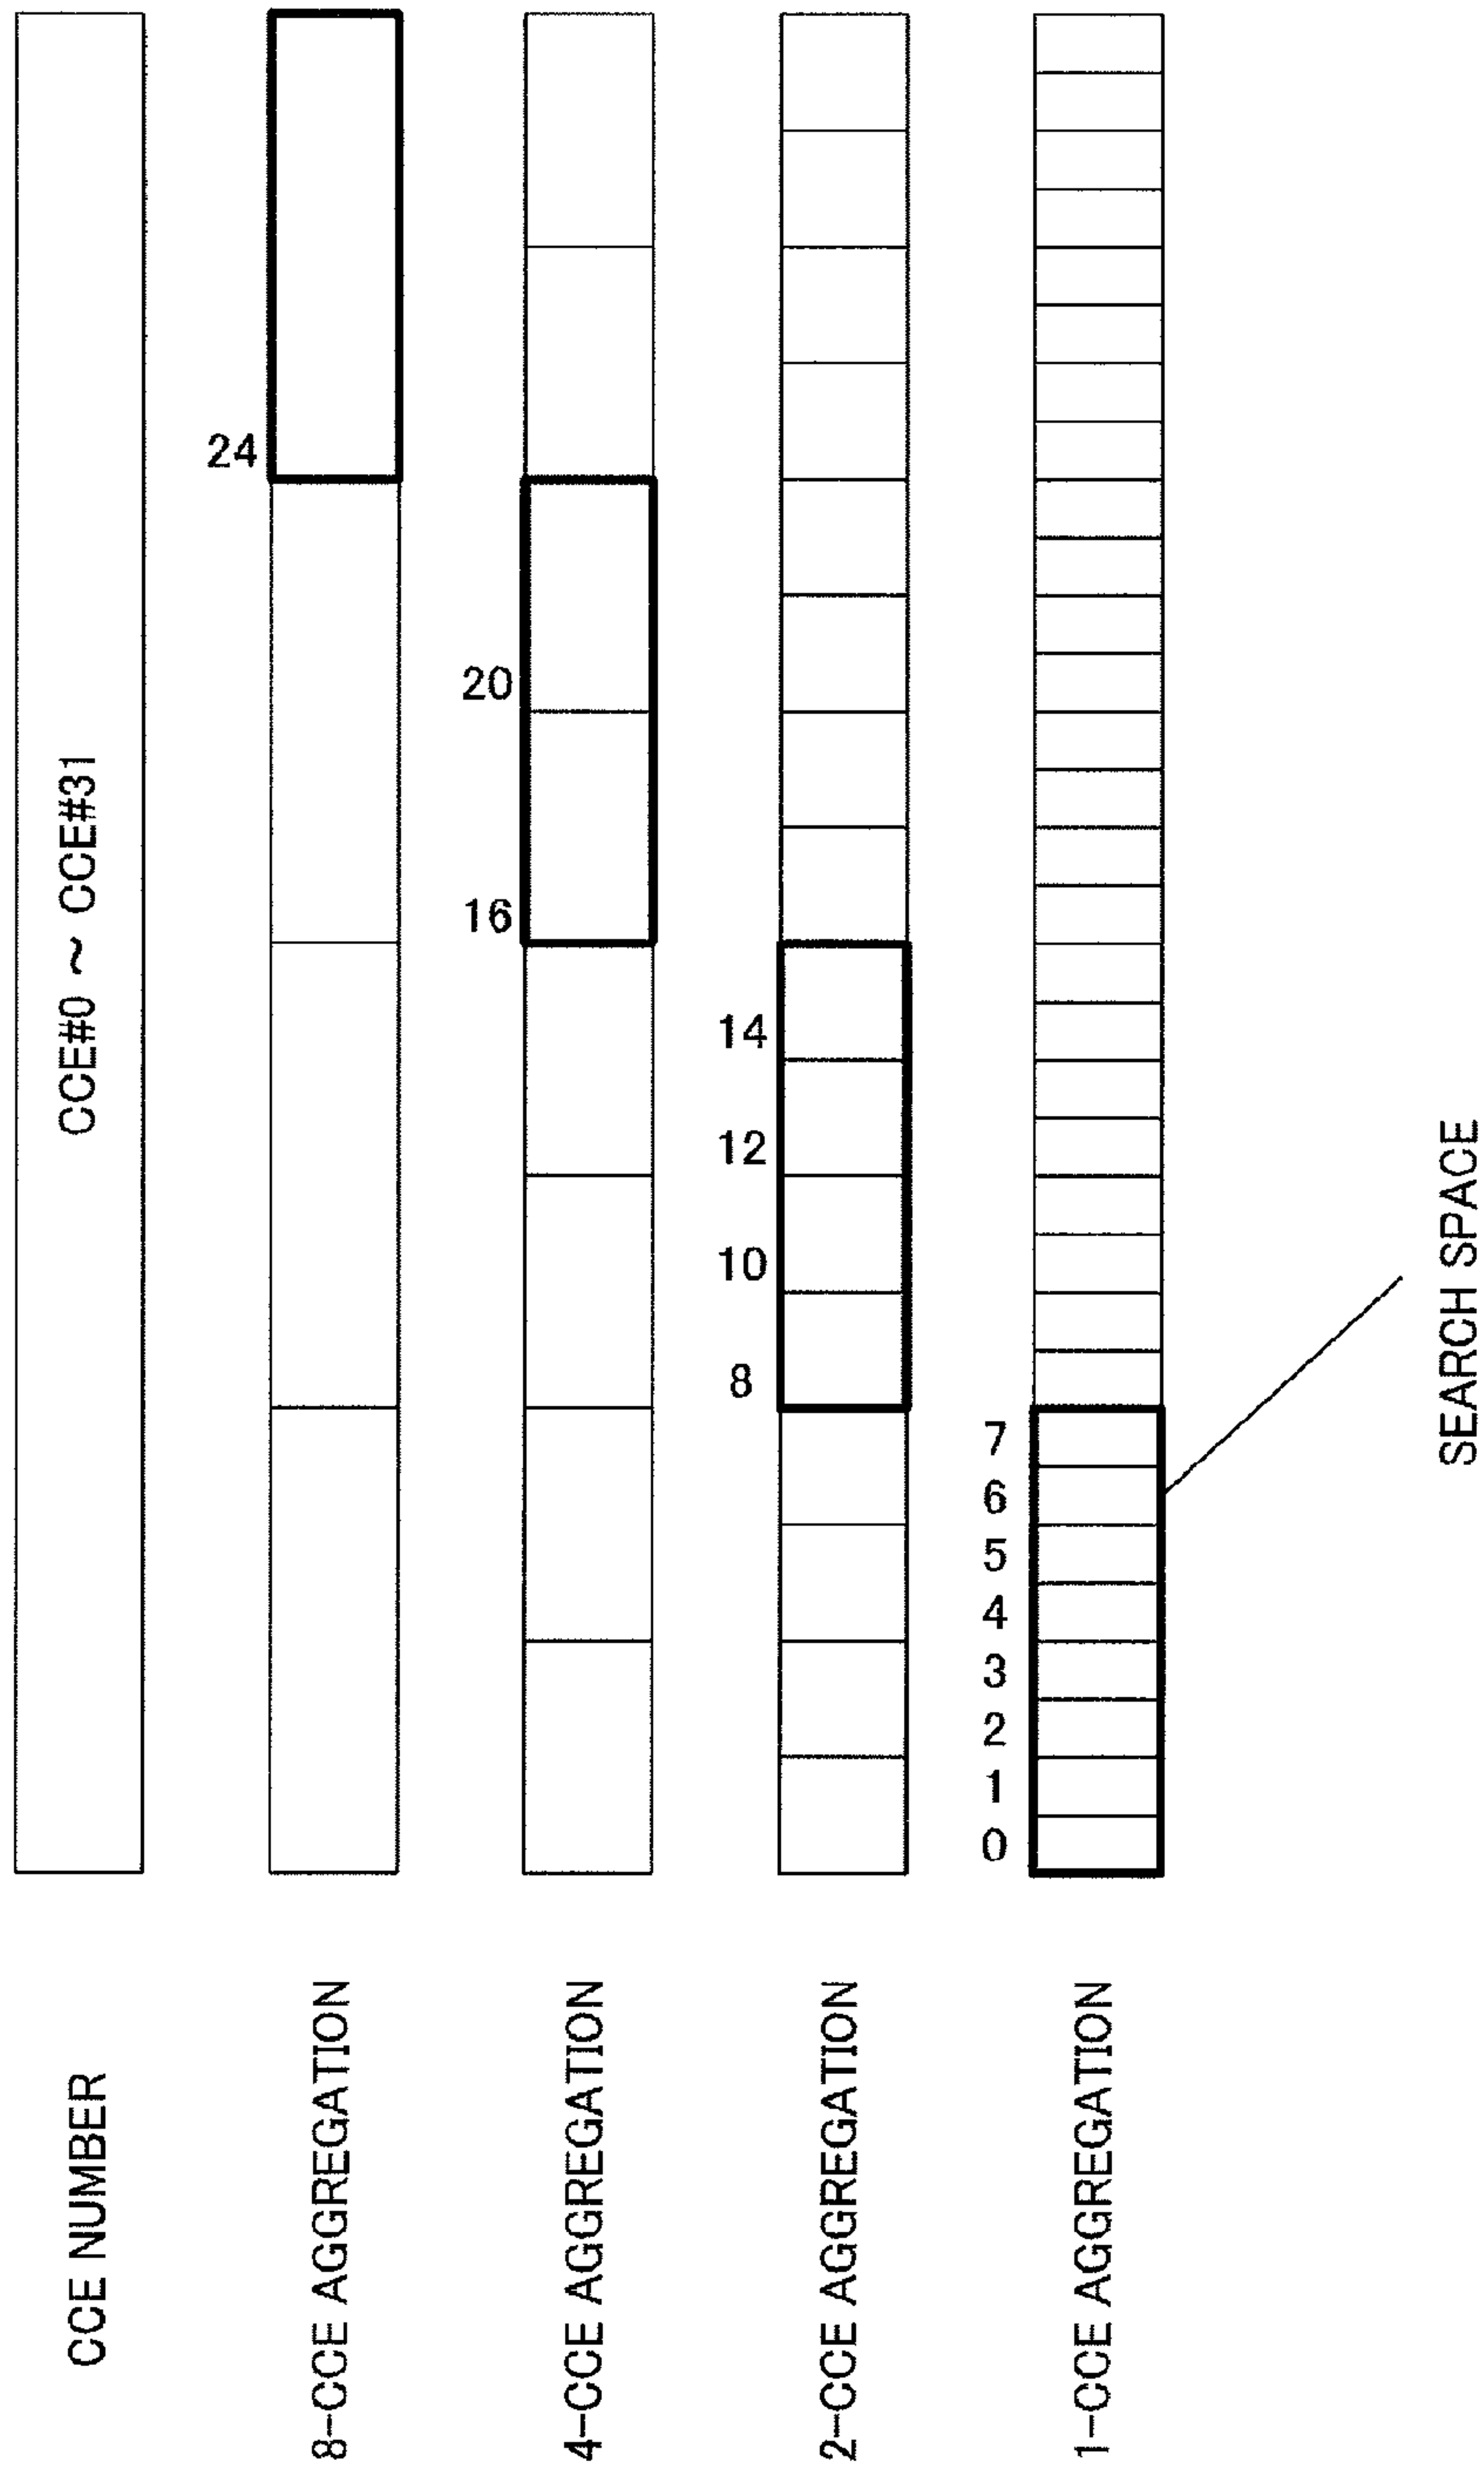 CCE NUMBER
CCE#0 ~ CCE#31
8-CCE AGGREGATION
24
4-CCE AGGREGATION
16 20
2-CCE AGGREGATION
8 10 12 14
1-CCE AGGREGATION
0 1 2 3 4 5 6 7
SEARCH SPACE